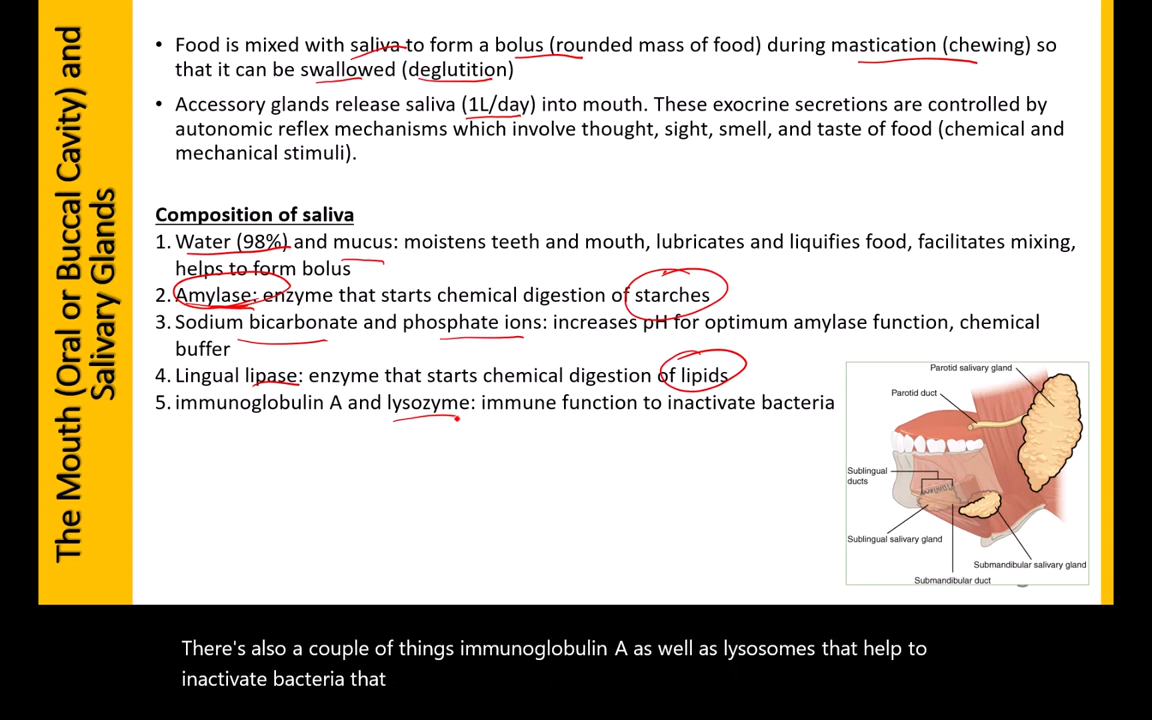 The Mouth (Oral or Buccal Cavity) and
Salivary Glands
• Food is mixed with saliva to form a bolus (rounded mass of food) during mastication (chewing) so
that it can be swallowed (deglutition)
• Accessory glands release saliva (1L/day) into mouth. These exocrine secretions are controlled by
autonomic reflex mechanisms which involve thought, sight, smell, and taste of food (chemical and
mechanical stimuli).
Composition of saliva
1. Water (98%) and mucus: moistens teeth and mouth, lubricates and liquifies food, facilitates mixing,
helps to form bolus
2. Amylase: enzyme that starts chemical digestion of starches
3. Sodium bicarbonate and phosphate ions: increases pH for optimum amylase function, chemical
buffer
4. Lingual lipase: enzyme that starts chemical digestion of lipids
5. immunoglobulin A and lysozyme: immune function to inactivate bacteria
Parotid salivary gland
Parotid duct
Sublingual
ducts
Sublingual salivary gland
Submandibular salivary gland
Submandibular duct
There's also a couple of things immunoglobulin A as well as lysosomes that help to
inactivate bacteria that